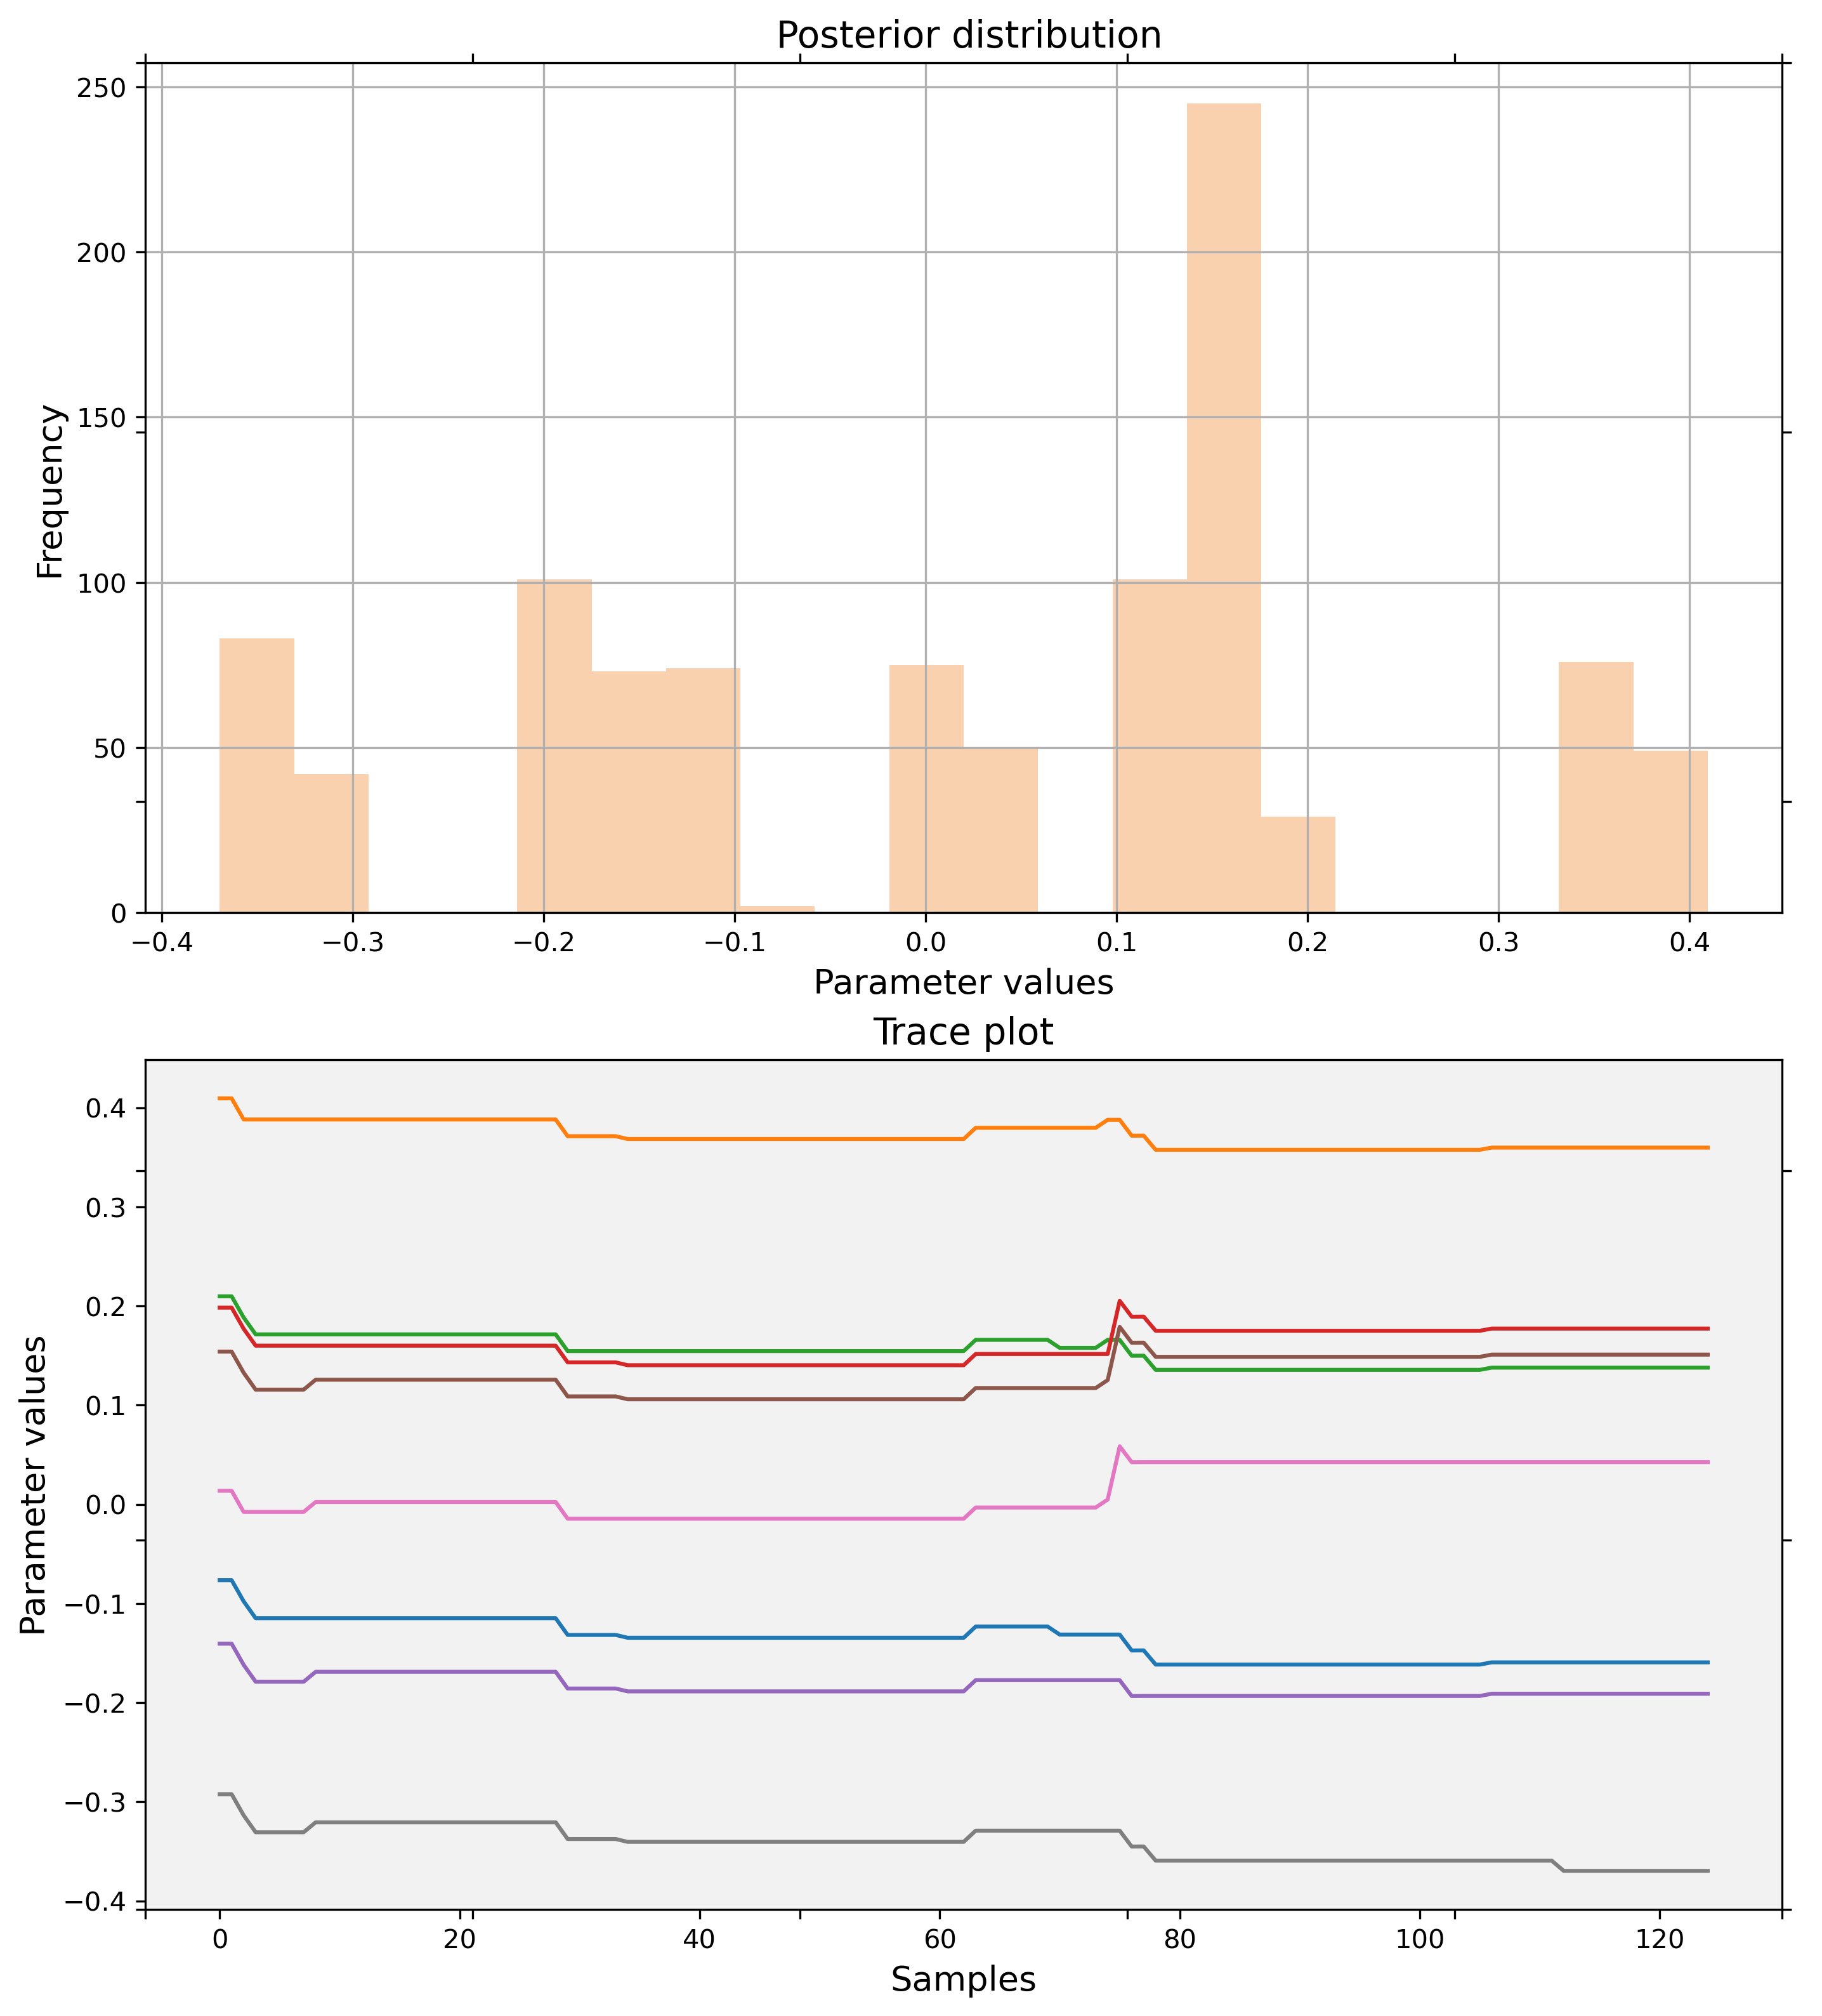 Posterior distribution
250
200
150
100
50
0
Frequency
−0.4 −0.3 −0.2 −0.1 0.0 0.1 0.2 0.3 0.4
Parameter values
Trace plot
0.4
0.3
0.2
0.1
0.0
−0.1
−0.2
−0.3
−0.4
Parameter values
0 20 40 60 80 100 120
Samples